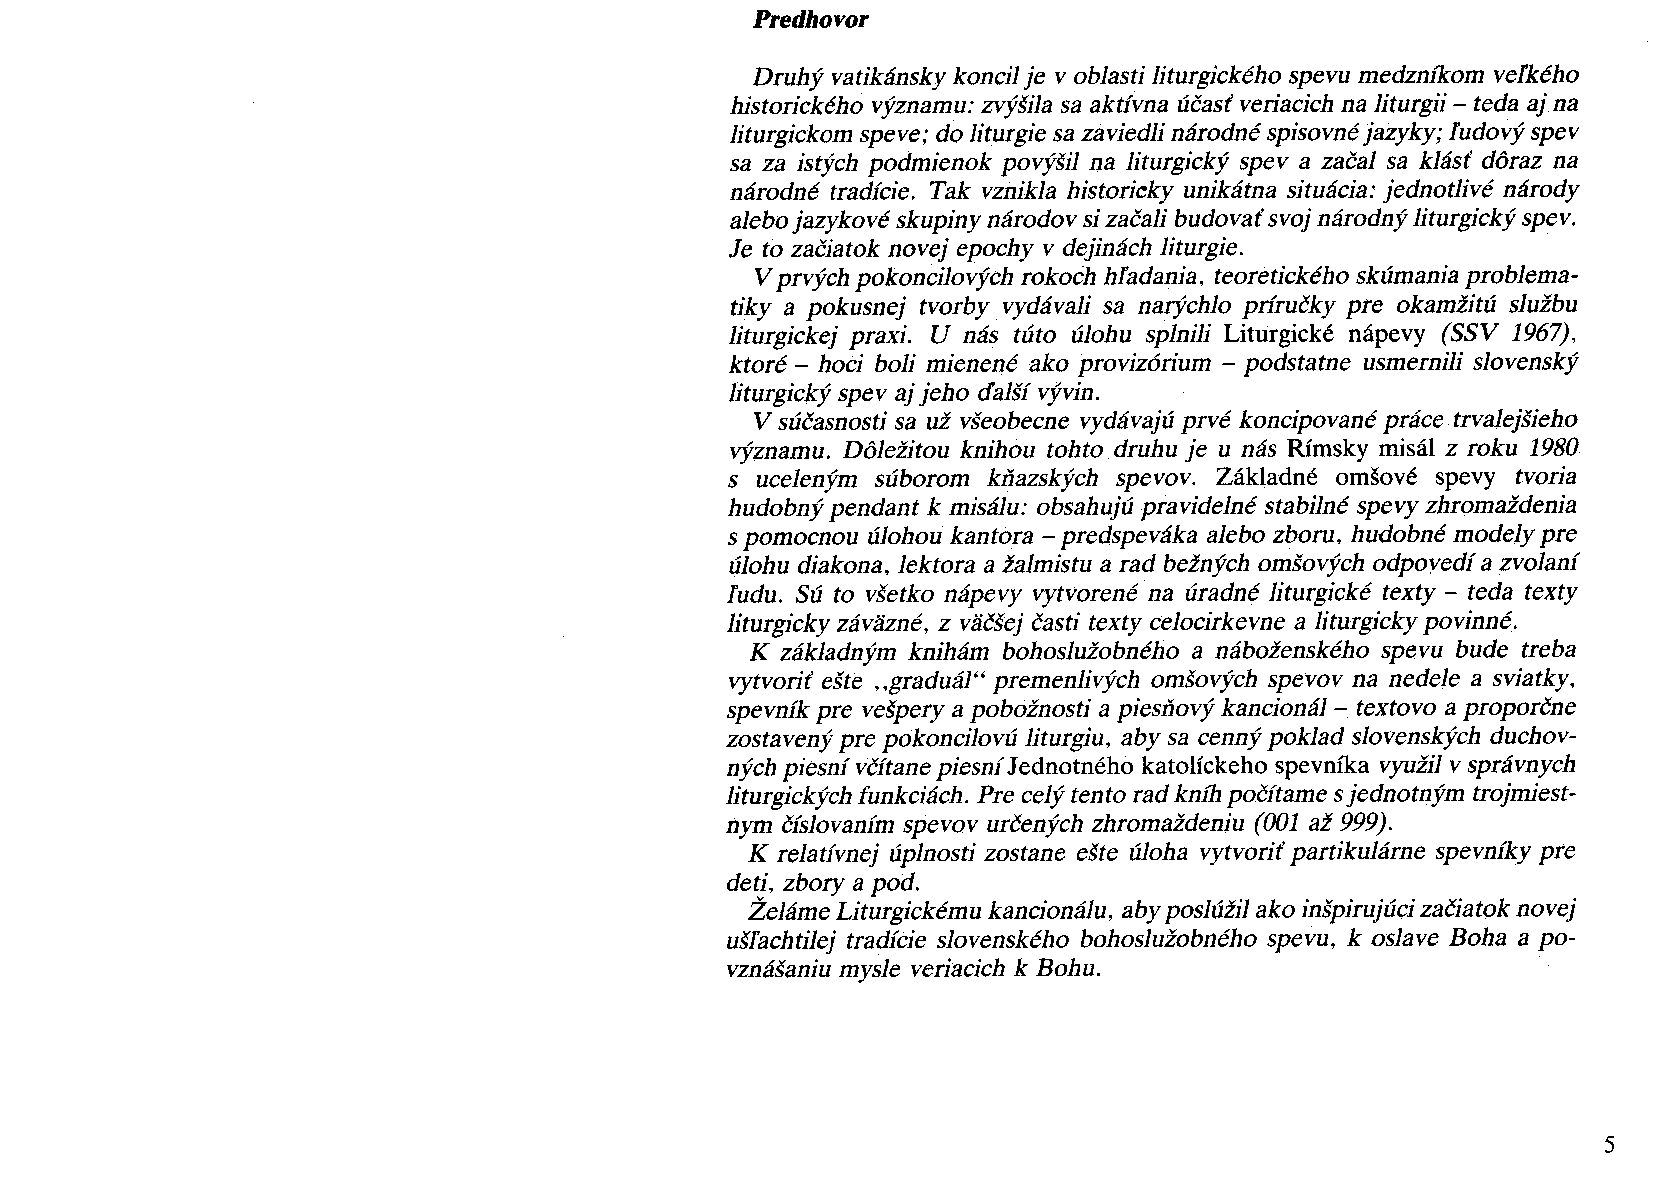 Predhovor
Druhý vatikánsky koncil je v oblasti liturgického spevu medzníkom veľkého
historického významu: zvýšila sa aktívna účasť veriacich na liturgii – teda aj na
liturgickom speve; do liturgie sa zaviedli národné spisovné jazyky; ľudový spev
sa za istých podmienok povýšil na liturgický spev a začal sa klásť dôraz na
národné tradície. Tak vznikla historicky unikátna situácia: jednotlivé národy
alebo jazykové skupiny národov si začali budovať svoj národný liturgický spev.
Je to začiatok novej epochy v dejinách liturgie.
V prvých pokoncilových rokoch hľadania, teoretického skúmania problema-
tiky a pokusnej tvorby vydávali sa narýchlo príručky pre okamžitú službu
liturgickej praxi. U nás túto úlohu splnili Liturgické nápevy (SSV 1967),
ktoré – hoci boli mienené ako provizórium – podstatne usmernili slovenský
liturgický spev aj jeho ďalší vývin.
V súčasnosti sa už všeobecne vydávajú prvé koncipované práce trvalejšieho
významu. Dôležitou knihou tohto druhu je u nás Rímsky misál z roku 1980
s uceleným súborom kňazských spevov. Základné omšové spevy tvoria
hudobný pendant k misálu: obsahujú pravidelné stabilné spevy zhromaždenia
s pomocnou úlohou kantora – predspeváka alebo zboru, hudobné modely pre
úlohu diakona, lektora a žalmistu a rad bežných omšových odpovedí a zvolaní
ľudu. Sú to všetko nápevy vytvorené na úradné liturgické texty – teda texty
liturgicky záväzné, z väčšej časti texty celocirkevne a liturgicky povinné.
K základným knihám bohoslužobného a náboženského spevu bude treba
vytvoriť ešte ,,graduál“ premenlivých omšových spevov na nedele a sviatky,
spevník pre vešpery a pobožnosti a piesňový kancionál – textovo a proporčne
zostavený pre pokoncilovú liturgiu, aby sa cenný poklad slovenských duchov-
ných piesní včítane piesní Jednotného katolíckeho spevníka využil v správnych
liturgických funkciách. Pre celý tento rad kníh počítame s jednotným trojmiest-
nym číslovaním spevov určených zhromaždeniu (001 až 999).
K relatívnej úplnosti zostane ešte úloha vytvoriť partikulárne spevníky pre
deti, zbory a pod.
Želáme Liturgickému kancionálu, aby poslúžil ako inšpirujúci začiatok novej
ušľachtilej tradície slovenského bohoslužobného spevu, k oslave Boha a po-
vznášaniu mysle veriacich k Bohu.
5